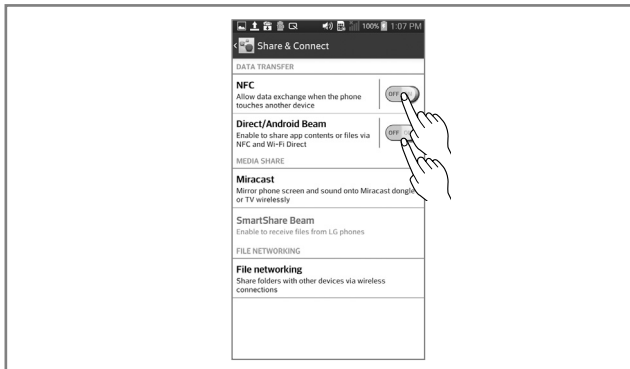 100% 1:07 PM
Share & Connect
DATA TRANSFER
NFC
Allow data exchange when the phone
touches another device
OFF
Direct/Android Beam
Enable to share app contents or files via
NFC and Wi-Fi Direct
OFF
MEDIA SHARE
Miracast
Mirror phone screen and sound onto Miracast dongle
or TV wirelessly
SmartShare Beam
Enable to receive files from LG phones
FILE NETWORKING
File networking
Share folders with other devices via wireless
connections